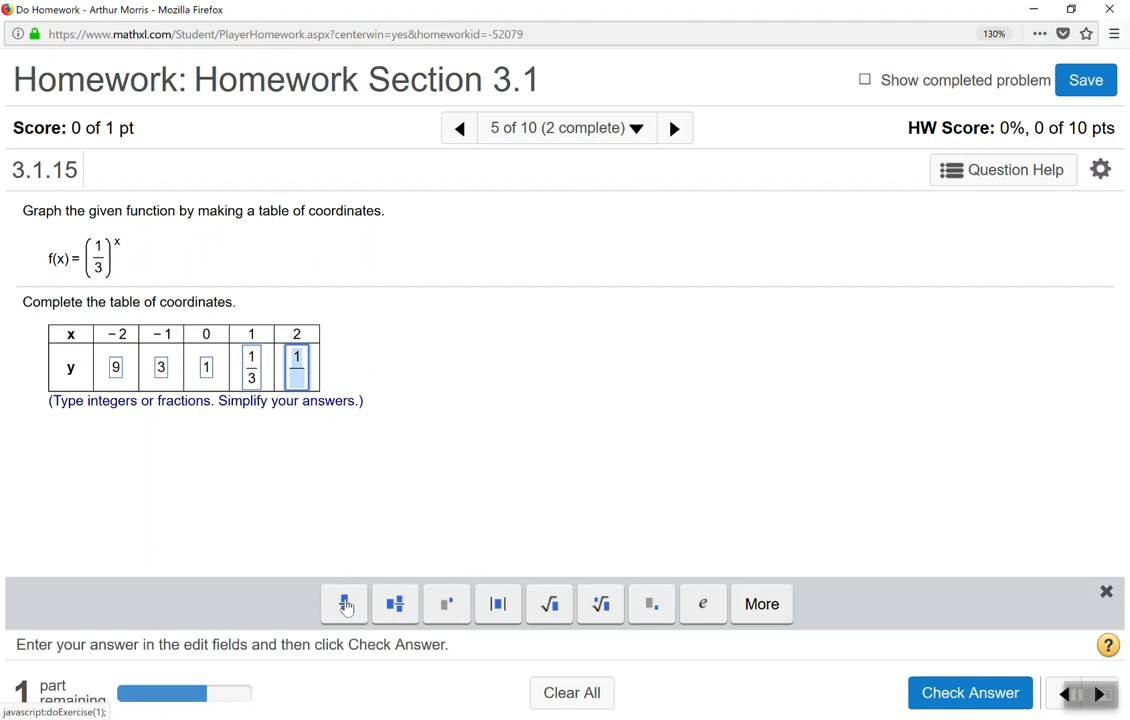 Do Homework - Arthur Morris - Mozilla Firefox
https://www.mathxl.com/Student/PlayerHomework.aspx?centerwin=yes&homeworkid=-52079
130%
Homework: Homework Section 3.1
Show completed problem
Save
Score: 0 of 1 pt
5 of 10 (2 complete)
HW Score: 0%, 0 of 10 pts
3.1.15
Question Help
Graph the given function by making a table of coordinates.
f(x) = (1/3)^x
Complete the table of coordinates.
x -2 -1 0 1 2
y 9 3 1 1/3 1/
(Type integers or fractions. Simplify your answers.)
e
More
Enter your answer in the edit fields and then click Check Answer.
?
1 part remaining
Clear All
Check Answer
javascript:doExercise(1);